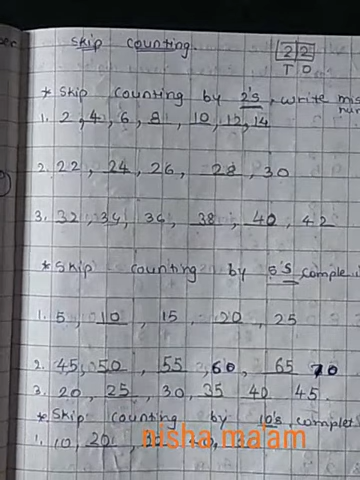 skip counting.
2 2
T O
* Skip counting by 2's, write
1. 2, 4, 6, 8, 10, 12, 14
2. 22, 24, 26, 28, 30
3. 32, 34, 36, 38, 40, 42
* Skip counting by 5's,
1. 5, 10, 15, 20, 25
2. 45, 50, 55, 60, 65 70
3. 20, 25, 30, 35 40 45.
* Skip counting by 10's,
1. 10, 20,
nisha ma'am